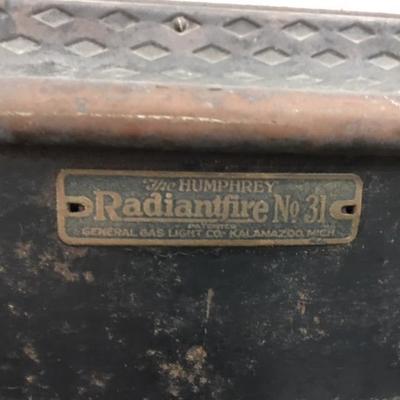 The HUMPHREY
Radiantfire No 31
PATENTED
GENERAL GAS LIGHT CO. KALAMAZOO, MICH.